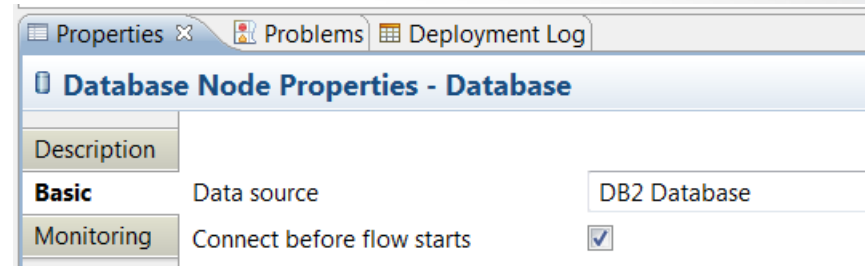 Properties Problems Deployment Log
Database Node Properties - Database
Description
Basic Data source DB2 Database
Monitoring Connect before flow starts